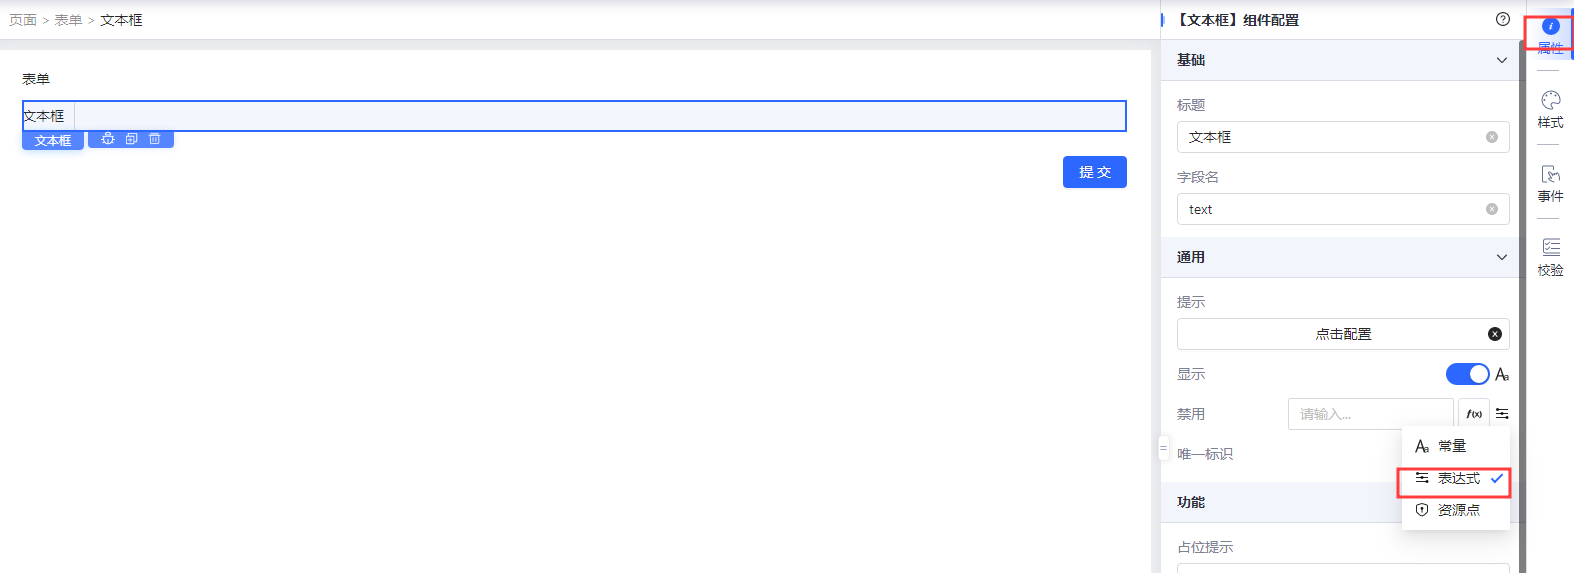 页面 > 表单 > 文本框
表单
文本框
文本框
提 交
【文本框】组件配置
基础
标题
文本框
字段名
text
通用
提示
点击配置
显示
禁用
请输入...
f(x)
常量
表达式
资源点
唯一标识
功能
占位提示
属性
样式
事件
校验